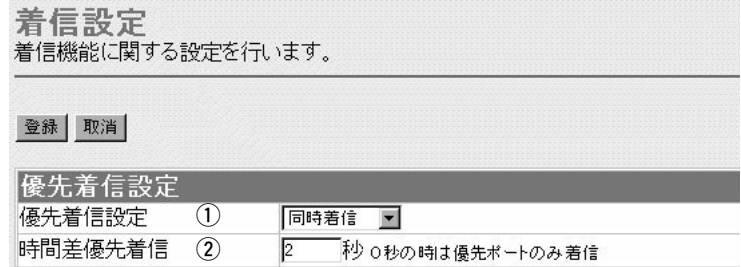 着信設定
着信機能に関する設定を行います。
登録 取消
優先着信設定
優先着信設定 ① 同時着信
時間差優先着信 ② 2 秒 0秒の時は優先ポートのみ着信